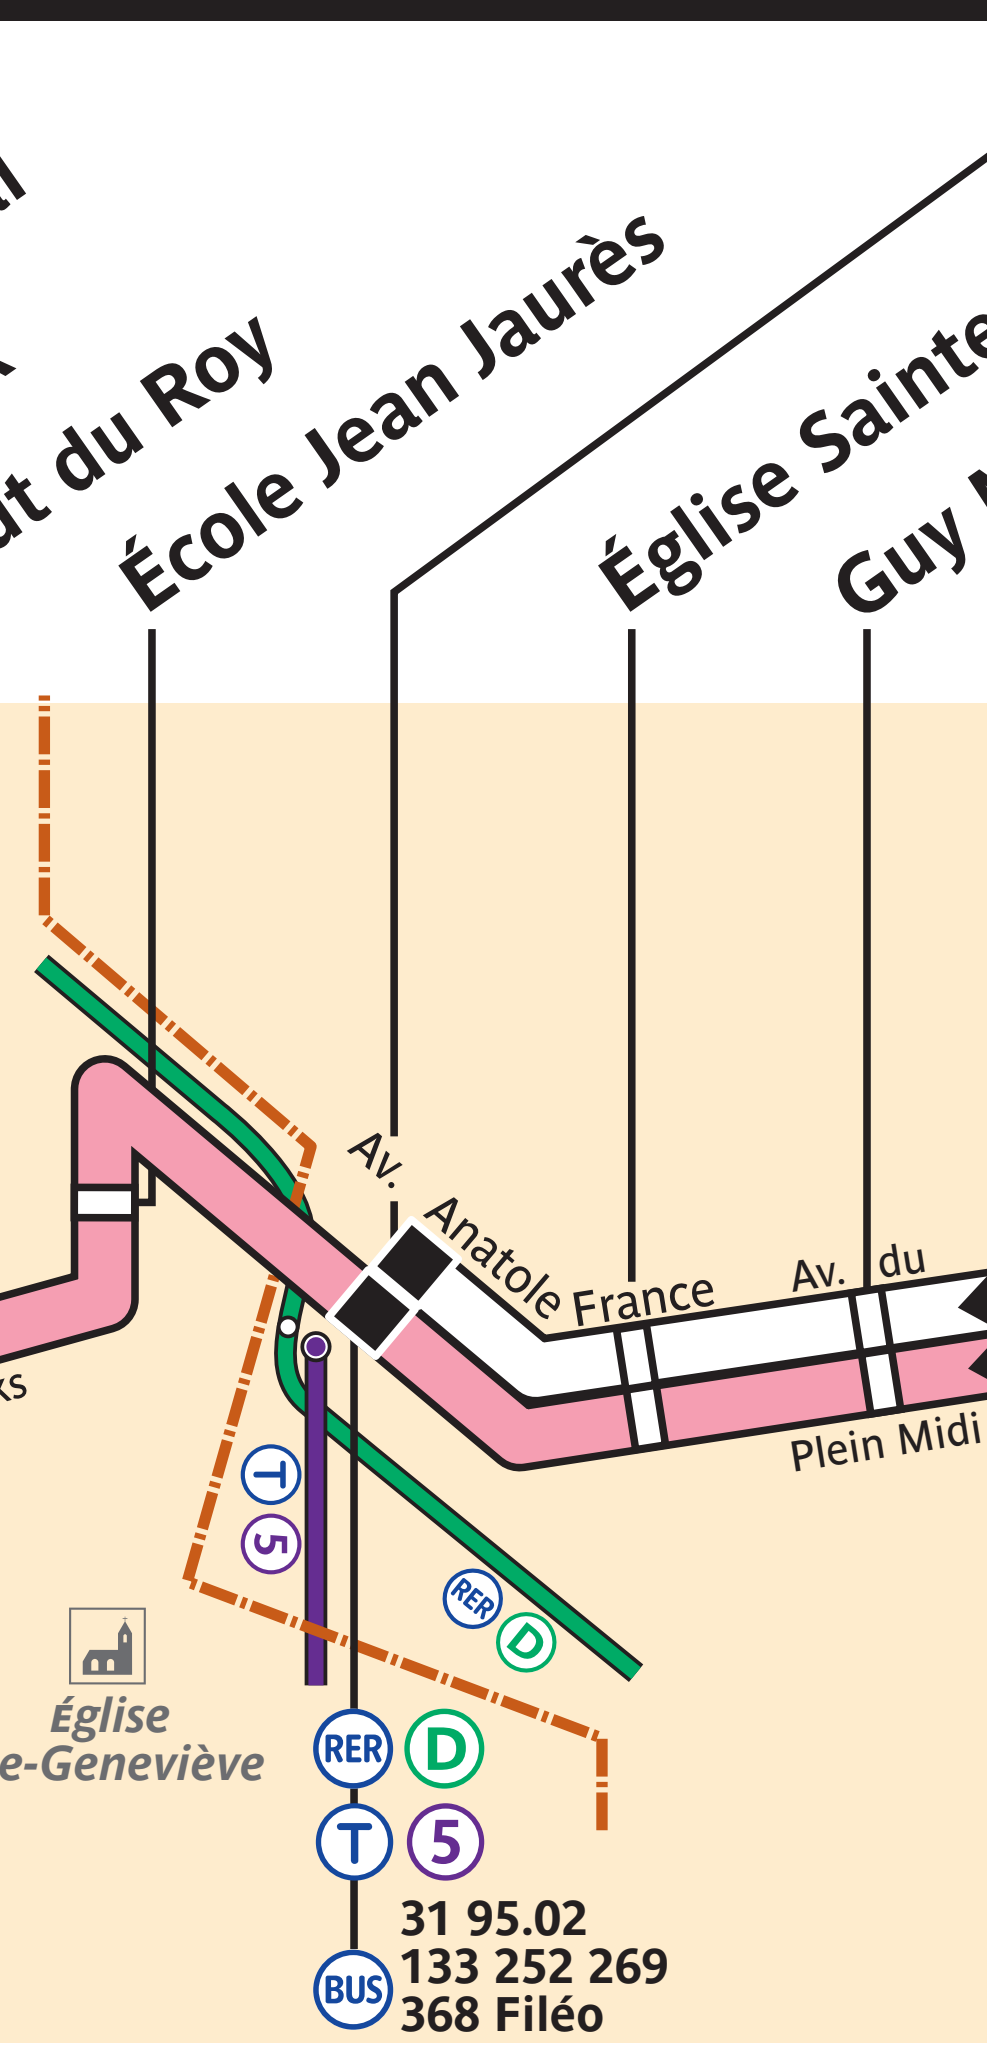 du Roy
École Jean Jaurès
Église Sainte
Guy
Av.
Anatole
France
Av. du
Plein Midi
T
5
RER
D
Église
e-Geneviève
RER D
T 5
BUS
31 95.02
133 252 269
368 Filéo